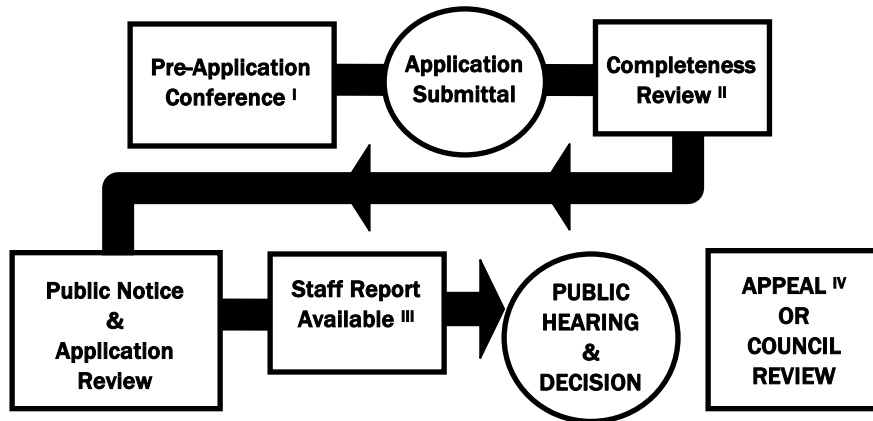 Pre-Application
Conference I
Application
Submittal
Completeness
Review II
Public Notice
&
Application
Review
Staff Report
Available III
PUBLIC
HEARING
&
DECISION
APPEAL IV
OR
COUNCIL
REVIEW